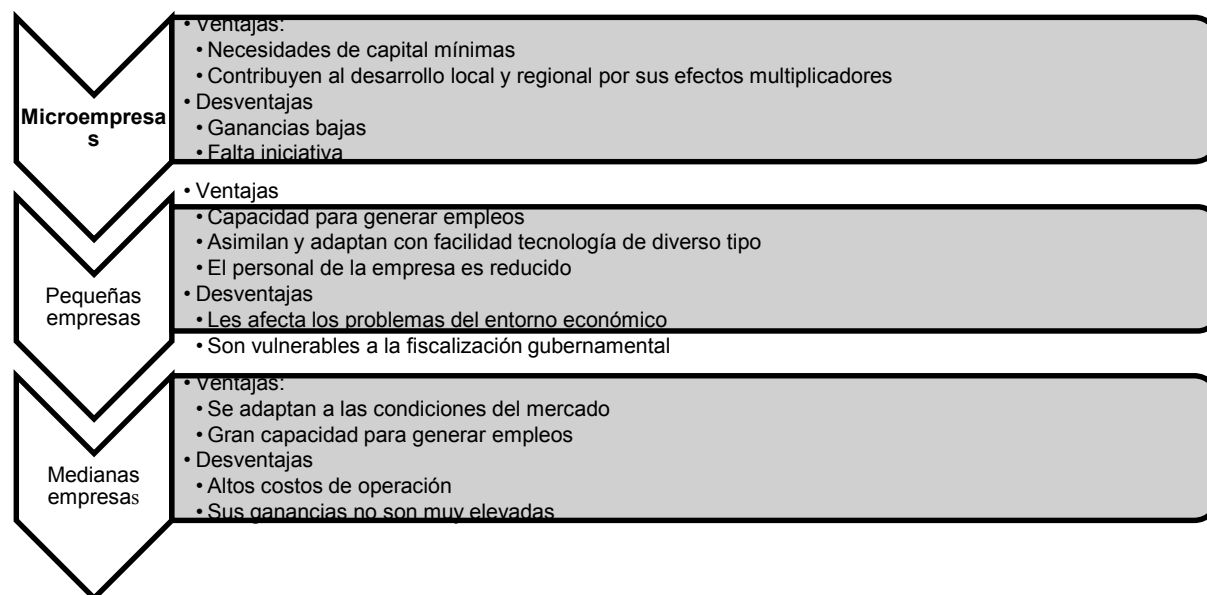 Microempresa
s
• Ventajas:
• Necesidades de capital mínimas
• Contribuyen al desarrollo local y regional por sus efectos multiplicadores
• Desventajas
• Ganancias bajas
• Falta iniciativa
Pequeñas
empresas
• Ventajas
• Capacidad para generar empleos
• Asimilan y adaptan con facilidad tecnología de diverso tipo
• El personal de la empresa es reducido
• Desventajas
• Les afecta los problemas del entorno económico
• Son vulnerables a la fiscalización gubernamental
Medianas
empresas
• Ventajas:
• Se adaptan a las condiciones del mercado
• Gran capacidad para generar empleos
• Desventajas
• Altos costos de operación
• Sus ganancias no son muy elevadas